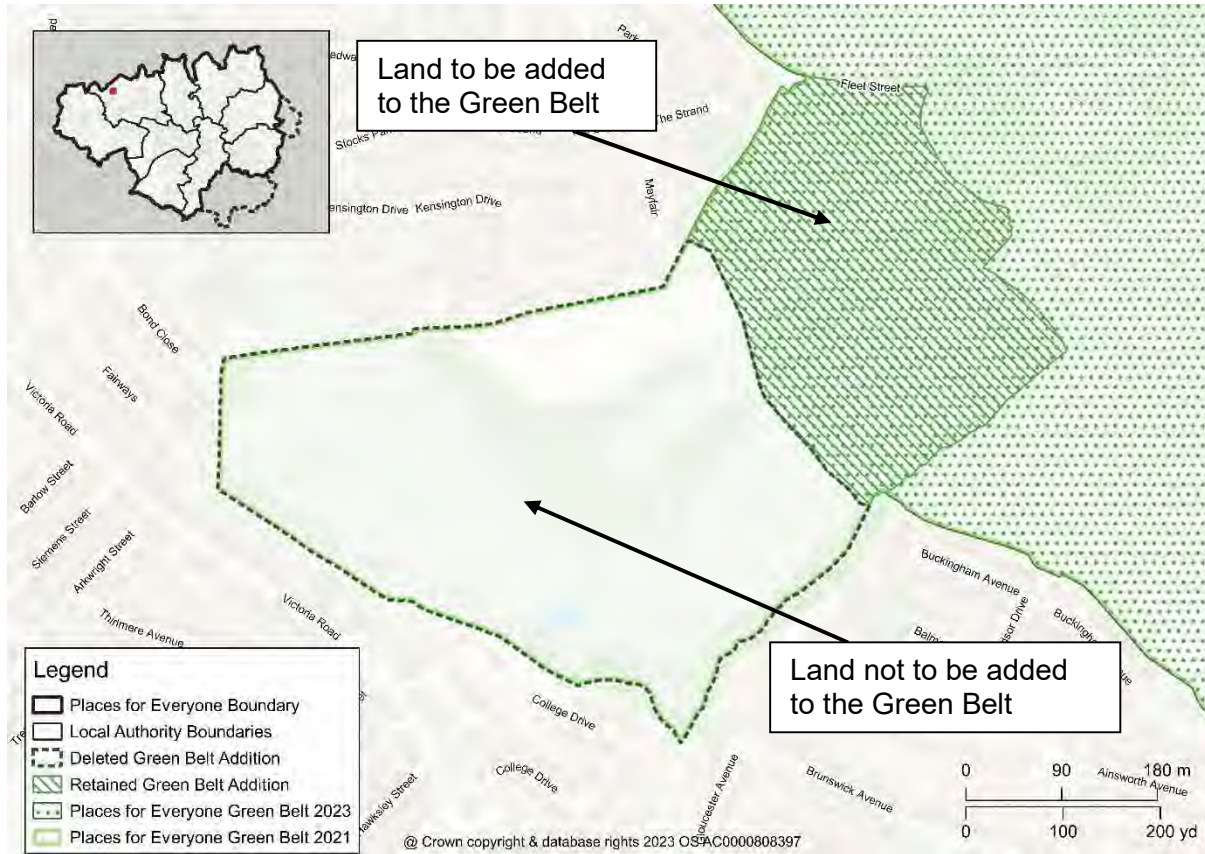 Land to be added
to the Green Belt
Fleet Street
The Strand
Mayfair
Kensington Drive
Kensington Drive
Bond Close
Fairways
Victoria Road
Barlow Street
Siemens Street
Arkwright Street
Thirlmere Avenue
Victoria Road
Buckingham Avenue
College Drive
College Drive
Brunswick Avenue
Ainsworth Avenue
Land not to be added
to the Green Belt
Legend
Places for Everyone Boundary
Local Authority Boundaries
Deleted Green Belt Addition
Retained Green Belt Addition
Places for Everyone Green Belt 2023
Places for Everyone Green Belt 2021
0 90 180 m
0 100 200 yd
@ Crown copyright & database rights 2023 OS AC0000808397